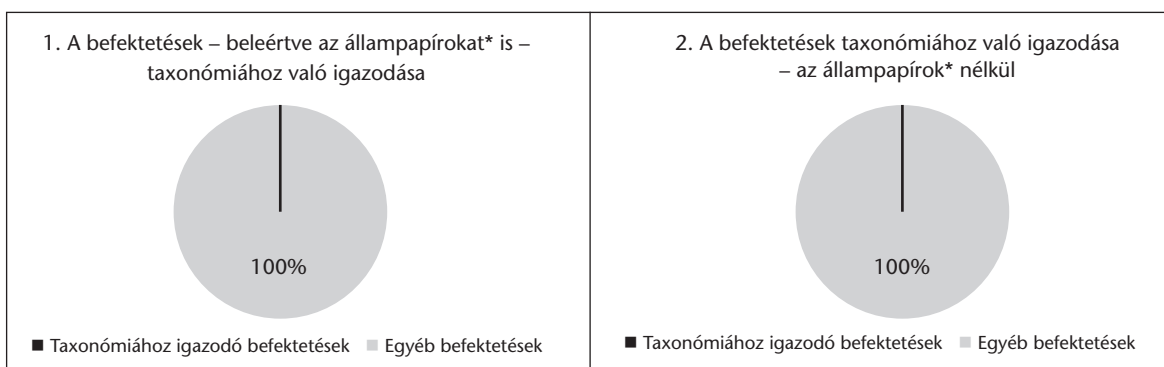 1. A befektetések – beleértve az állampapírokat* is –
taxonómiához való igazodása
100%
■ Taxonómiához igazodó befektetések ■ Egyéb befektetések
2. A befektetések taxonómiához való igazodása
– az állampapírok* nélkül
100%
■ Taxonómiához igazodó befektetések ■ Egyéb befektetések